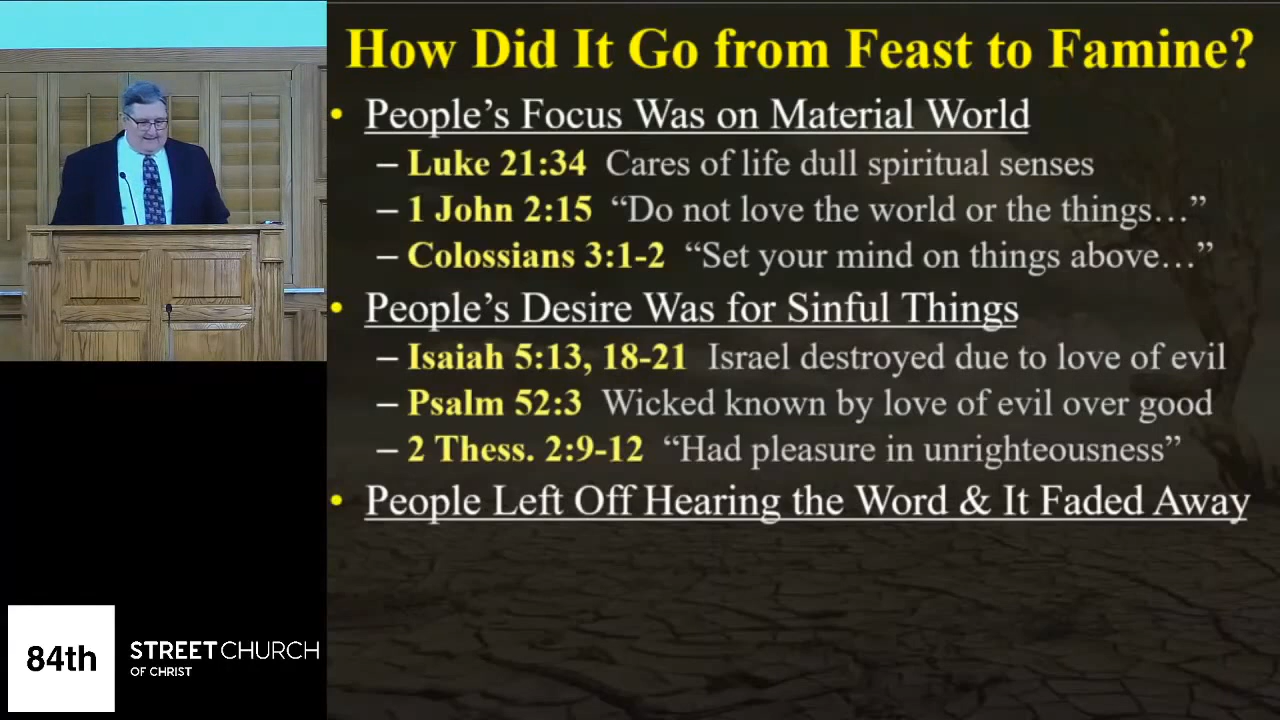 How Did It Go from Feast to Famine?
• People’s Focus Was on Material World
– Luke 21:34 Cares of life dull spiritual senses
– 1 John 2:15 “Do not love the world or the things…”
– Colossians 3:1-2 “Set your mind on things above…”
• People’s Desire Was for Sinful Things
– Isaiah 5:13, 18-21 Israel destroyed due to love of evil
– Psalm 52:3 Wicked known by love of evil over good
– 2 Thess. 2:9-12 “Had pleasure in unrighteousness”
• People Left Off Hearing the Word & It Faded Away
84th
STREET CHURCH
OF CHRIST